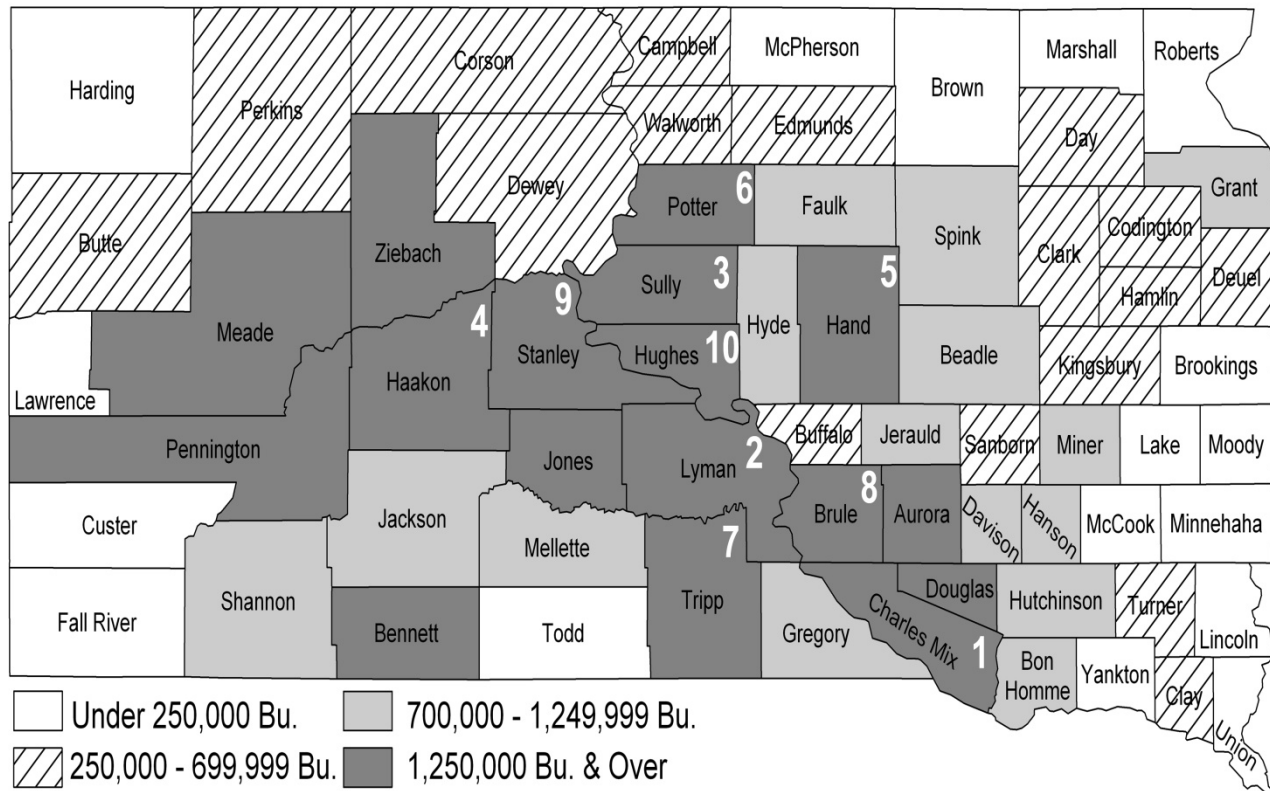 Harding
Perkins
Corson
Campbell
McPherson
Brown
Marshall
Roberts
Walworth
Edmunds
Day
Butte
Dewey
Potter
6
Faulk
Spink
Grant
Codington
Clark
Deuel
Hamlin
Ziebach
Sully
3
5
Hyde
Hand
Meade
4
9
Stanley
Hughes
10
Beadle
Kingsbury
Brookings
Haakon
Lawrence
Pennington
Jones
Lyman
2
Buffalo
Jerauld
Sanborn
Miner
Lake
Moody
8
Custer
Jackson
Mellette
7
Brule
Aurora
Davison
Hanson
McCook
Minnehaha
Fall River
Shannon
Bennett
Todd
Tripp
Gregory
Charles Mix
1
Douglas
Hutchinson
Turner
Lincoln
Bon
Homme
Yankton
Clay
Union
Under 250,000 Bu.
700,000 - 1,249,999 Bu.
250,000 - 699,999 Bu.
1,250,000 Bu. & Over